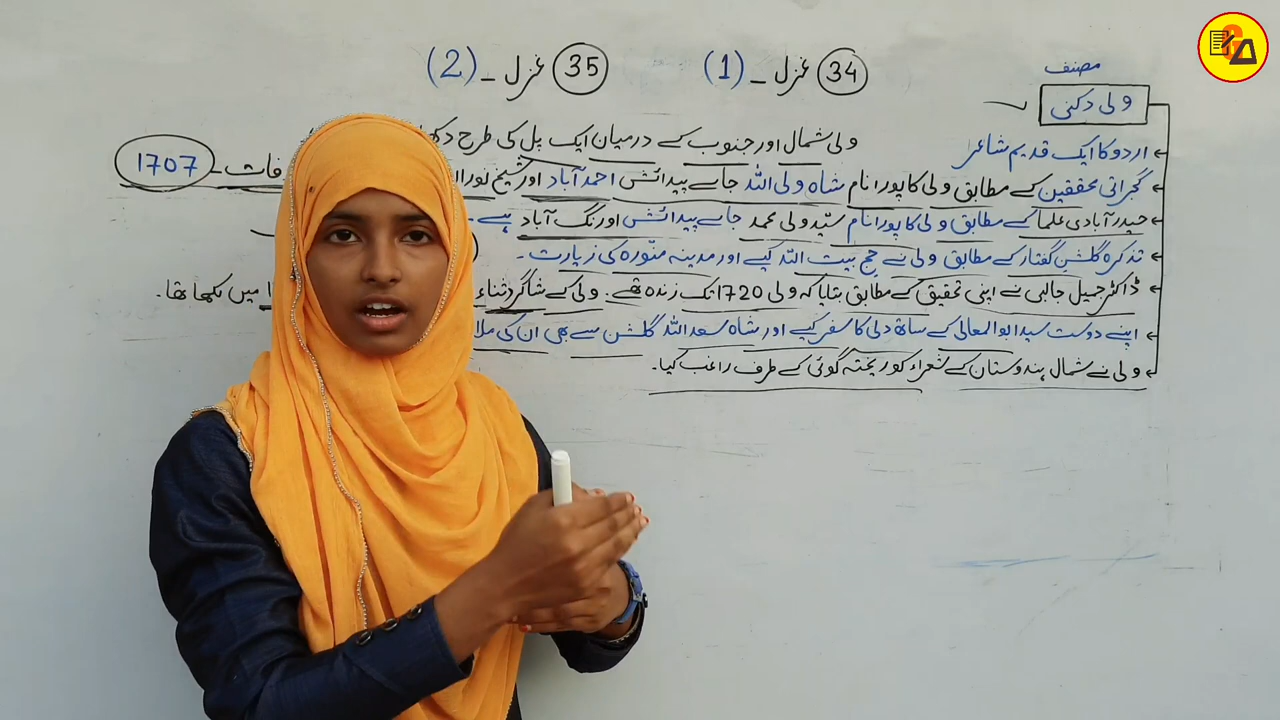 34 غزل ـ (1)
35 غزل ـ (2)
مصنف
ولی دکنی
ولی شمال اور جنوب کے درمیان ایک پل کی طرح
اردو کا ایک قدیم شاعر
گجراتی محققین کے مطابق ولی کا پورا نام شاہ ولی اللہ جائے پیدائش احمد آباد اور شیخ 1707
حیدرآبادی علما کے مطابق ولی کا پورا نام سیّد ولی محمد جائے پیدائش اورنگ آباد ہے۔
تذکرہ گلشنِ گفتار کے مطابق ولی نے حج بیت اللہ کیے اور مدینہ منّورہ کی زیارت ۔
ڈاکٹر جمیل جالبی نے اپنی تحقیق کے مطابق بتایا کہ ولی 1720 تک زندہ تھے۔ ولی کے شاگرد ثناء میں لکھا تھا۔
اپنے دوست سید ابوالمعالی کے ساتھ دلی کا سفر کیے اور شاہ سعد اللہ گلشن سے بھی ان کی
ولی نے شمال ہندوستان کے شعراء کو ریختہ گوئی کے طرف راغب کیا۔